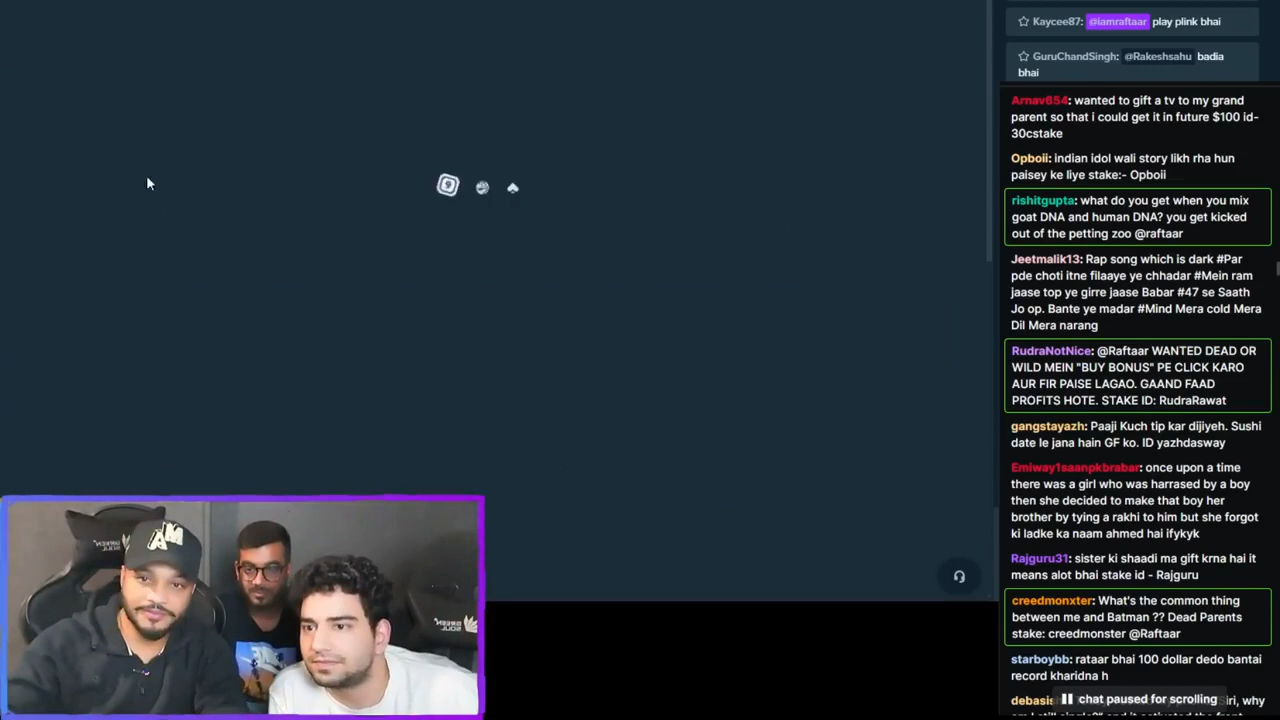 Kaycee87: @iamraftaar play plink bhai
GuruChandSingh: @Rakeshsahu badia
bhai
Arnav654: wanted to gift a tv to my grand
parent so that i could get it in future $100 id-
30cstake
Opboii: indian idol wali story likh rha hun
paisey ke liye stake:- Opboii
rishitgupta: what do you get when you mix
goat DNA and human DNA? you get kicked
out of the petting zoo @raftaar
Jeetmalik13: Rap song which is dark #Par
pde choti itne filaaye ye chhadar #Mein ram
jaase top ye girre jaase Babar #47 se Saath
Jo op. Bante ye madar #Mind Mera cold Mera
Dil Mera narang
RudraNotNice: @Raftaar WANTED DEAD OR
WILD MEIN "BUY BONUS" PE CLICK KARO
AUR FIR PAISE LAGAO. GAAND FAAD
PROFITS HOTE. STAKE ID: RudraRawat
gangstayazh: Paaji Kuch tip kar dijiyeh. Sushi
date le jana hain GF ko. ID yazhdasway
Emiway1saanpkbrabar: once upon a time
there was a girl who was harrased by a boy
then she decided to make that boy her
brother by tying a rakhi to him but she forgot
ki ladke ka naam ahmed hai ifykyk
Rajguru31: sister ki shaadi ma gift krna hai it
means alot bhai stake id - Rajguru
creedmonxter: What's the common thing
between me and Batman ?? Dead Parents
stake: creedmonster @Raftaar
starboybb: rataar bhai 100 dollar dedo bantai
record kharidna h
debasis
chat paused for scrolling
Siri, why
AM
GREEN
SOUL